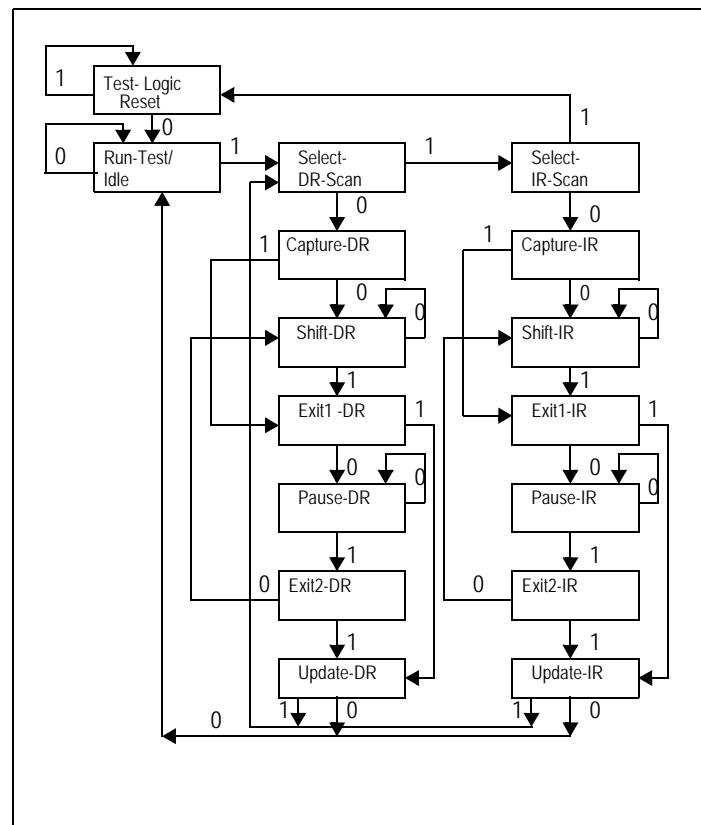 1
Test- Logic
Reset
0
1
0
Run-Test/
Idle
1
Select-
DR-Scan
1
Select-
IR-Scan
0
0
1
Capture-DR
1
Capture-IR
0
0
Shift-DR
0
Shift-IR
0
1
1
Exit1 -DR
1
Exit1-IR
1
0
0
Pause-DR
0
Pause-IR
0
1
1
0
Exit2-DR
0
Exit2-IR
1
1
Update-DR
Update-IR
0
1
0
1
0